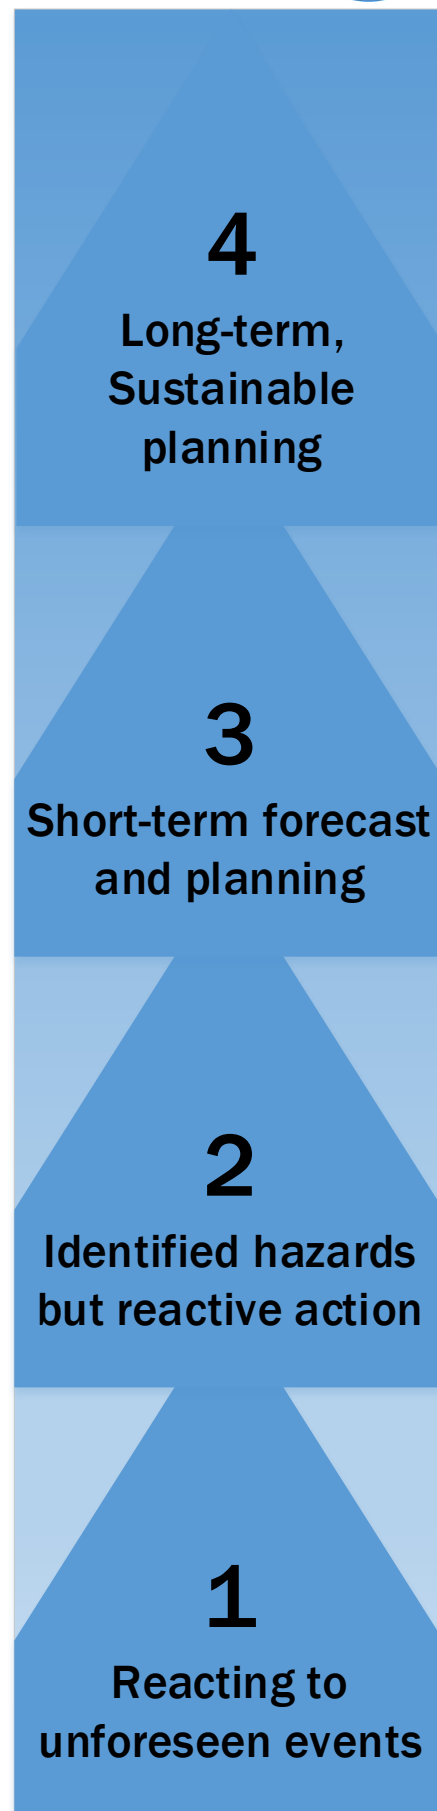 4
Long-term,
Sustainable
planning
3
Short-term forecast
and planning
2
Identified hazards
but reactive action
1
Reacting to
unforeseen events